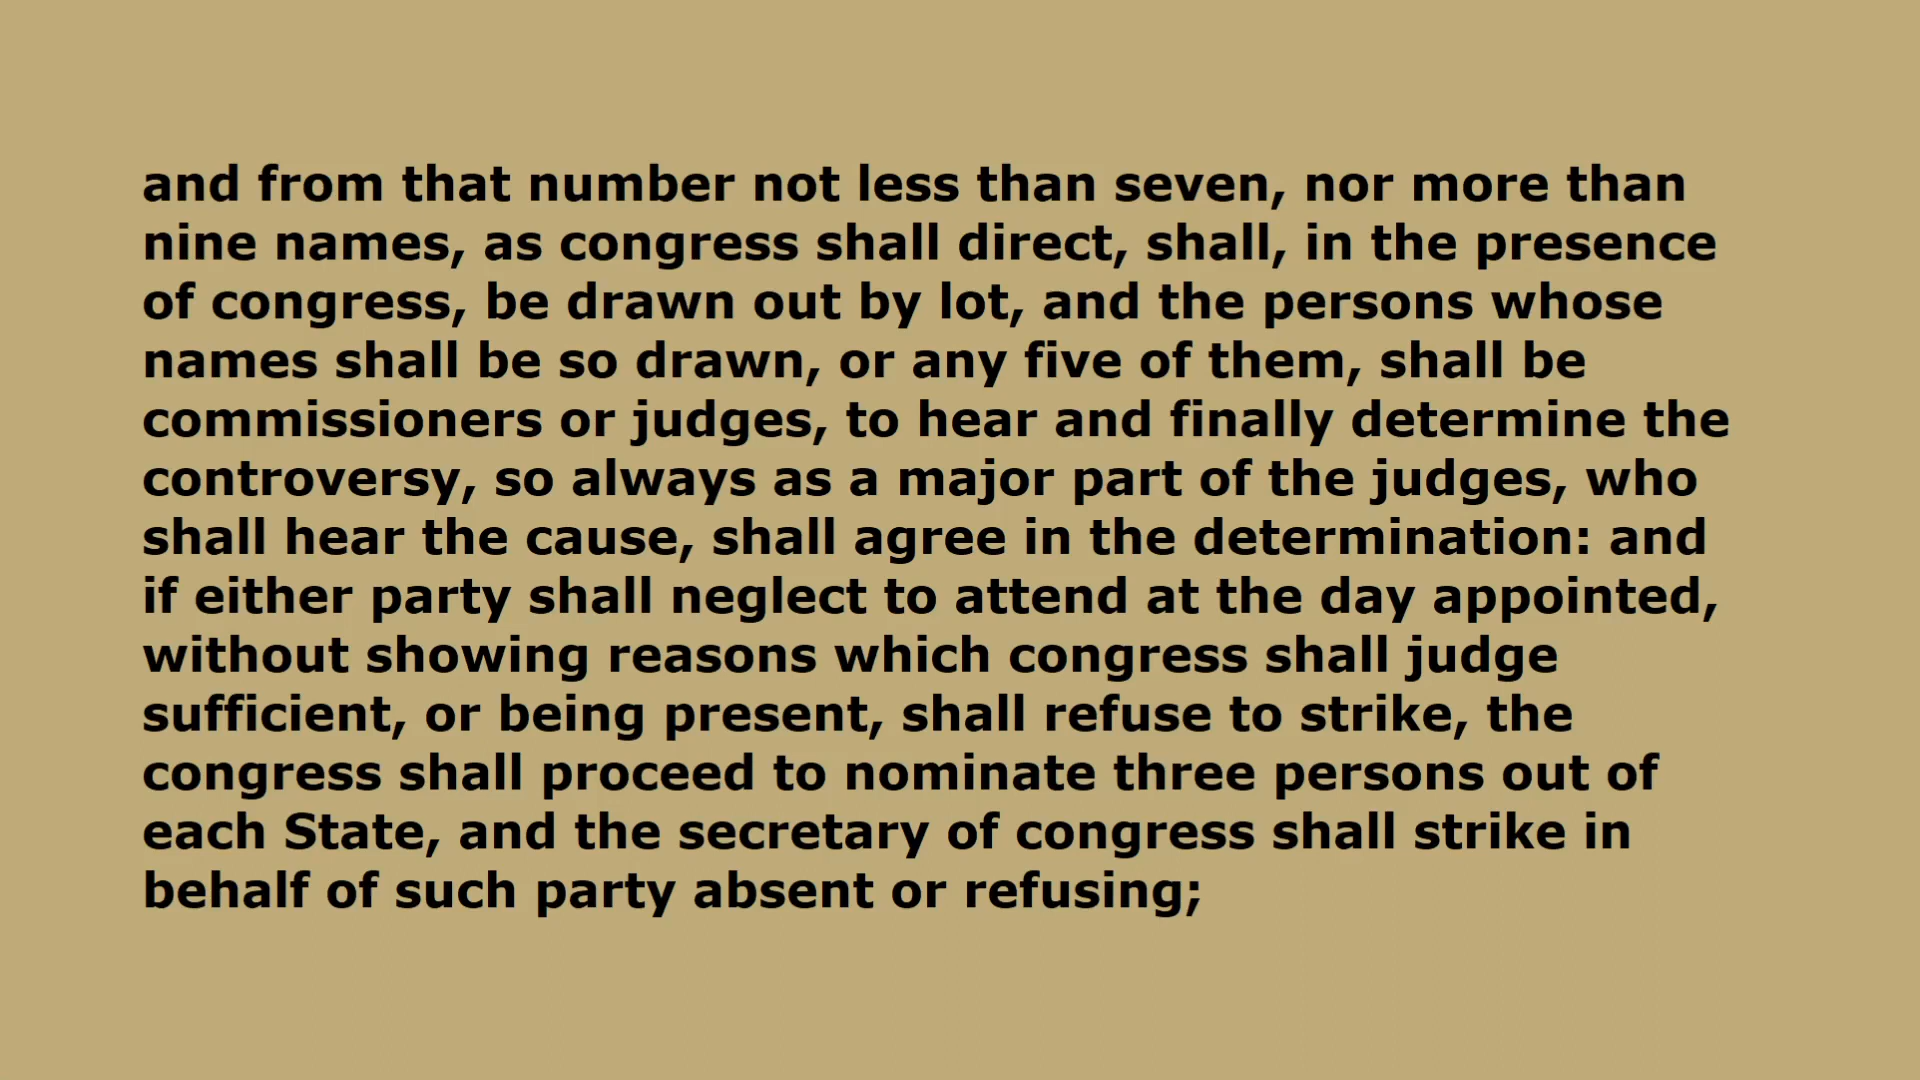 and from that number not less than seven, nor more than
nine names, as congress shall direct, shall, in the presence
of congress, be drawn out by lot, and the persons whose
names shall be so drawn, or any five of them, shall be
commissioners or judges, to hear and finally determine the
controversy, so always as a major part of the judges, who
shall hear the cause, shall agree in the determination: and
if either party shall neglect to attend at the day appointed,
without showing reasons which congress shall judge
sufficient, or being present, shall refuse to strike, the
congress shall proceed to nominate three persons out of
each State, and the secretary of congress shall strike in
behalf of such party absent or refusing;